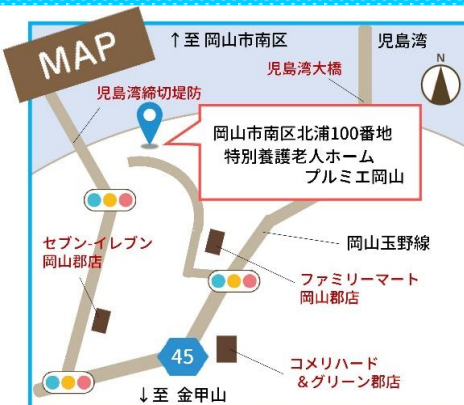 MAP
↑至 岡山市南区
児島湾
児島湾大橋
N
児島湾締切堤防
岡山市南区北浦100番地
特別養護老人ホーム
プルミエ岡山
セブン-イレブン
岡山郡店
岡山玉野線
ファミリーマート
岡山郡店
45
コメリハード
&グリーン郡店
↓至 金甲山